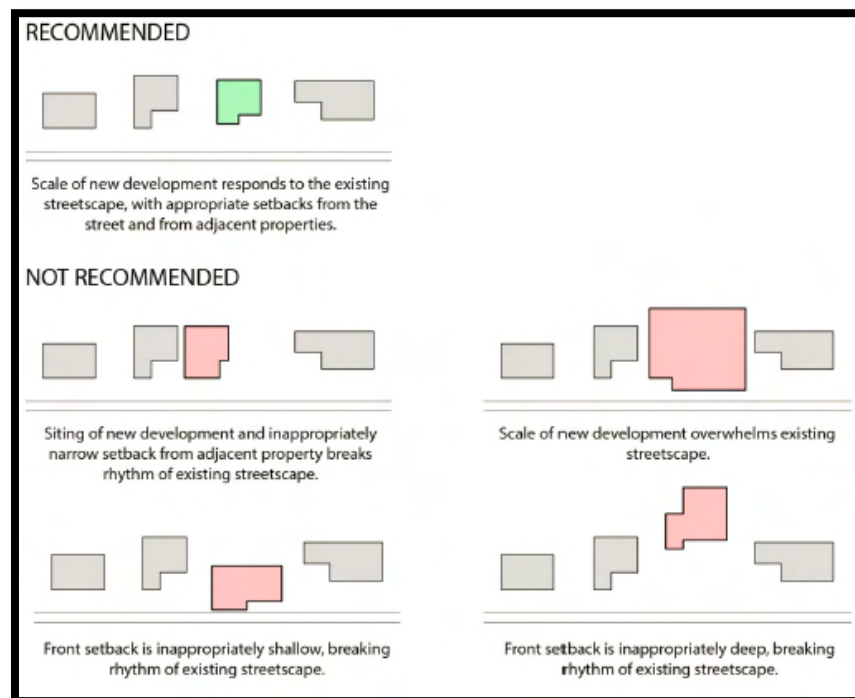 RECOMMENDED
Scale of new development responds to the existing
streetscape, with appropriate setbacks from the
street and from adjacent properties.
NOT RECOMMENDED
Siting of new development and inappropriately
narrow setback from adjacent property breaks
rhythm of existing streetscape.
Scale of new development overwhelms existing
streetscape.
Front setback is inappropriately shallow, breaking
rhythm of existing streetscape.
Front setback is inappropriately deep, breaking
rhythm of existing streetscape.